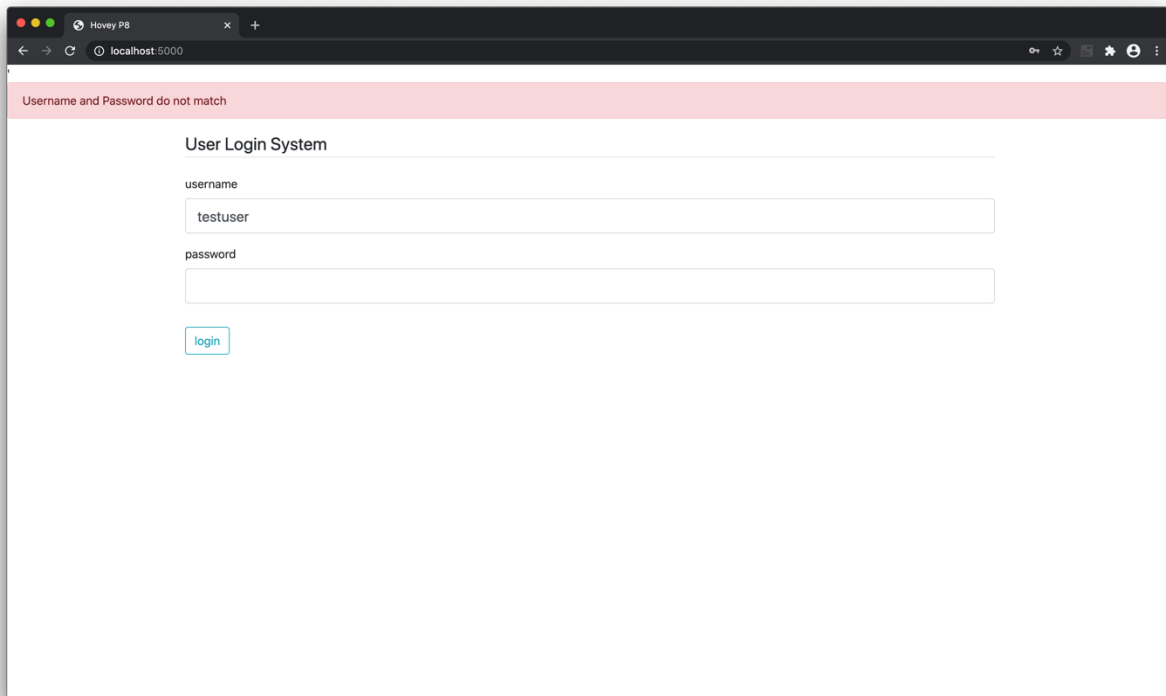 Hovey P8
localhost:5000
'
Username and Password do not match
User Login System
username
testuser
password
login